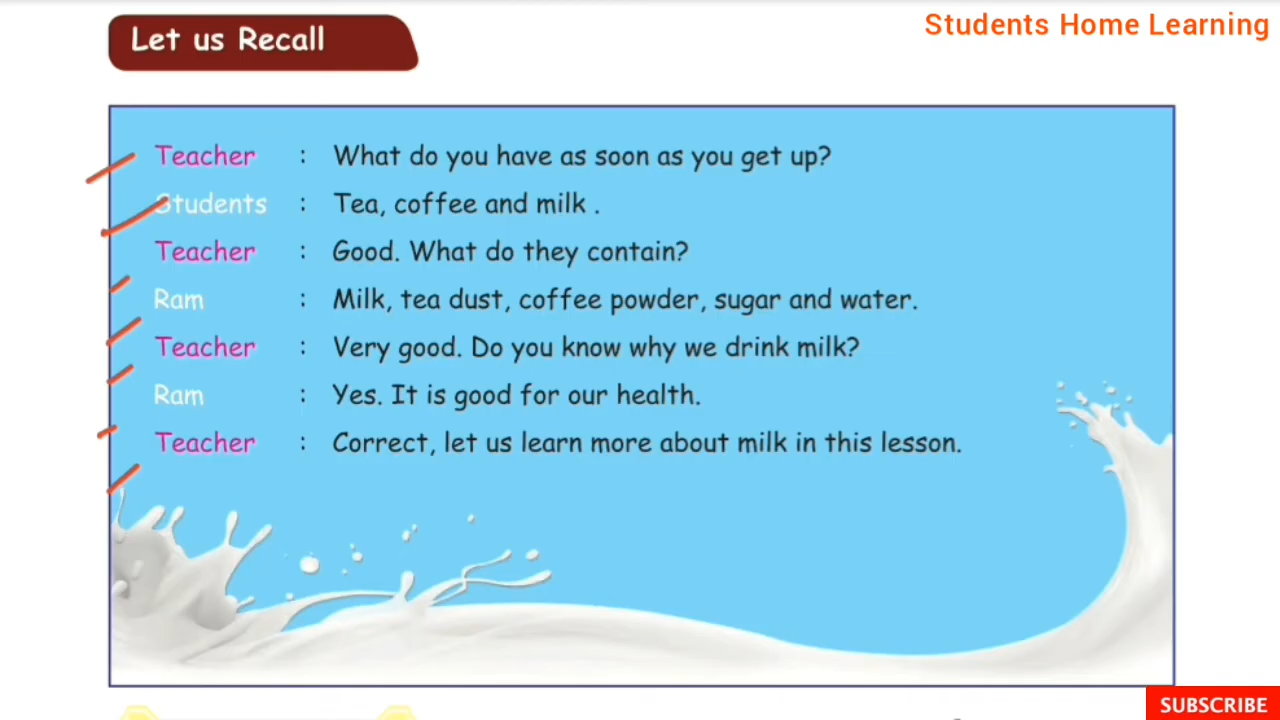 Let us Recall
Students Home Learning
Teacher : What do you have as soon as you get up?
Students : Tea, coffee and milk .
Teacher : Good. What do they contain?
Ram : Milk, tea dust, coffee powder, sugar and water.
Teacher : Very good. Do you know why we drink milk?
Ram : Yes. It is good for our health.
Teacher : Correct, let us learn more about milk in this lesson.
SUBSCRIBE